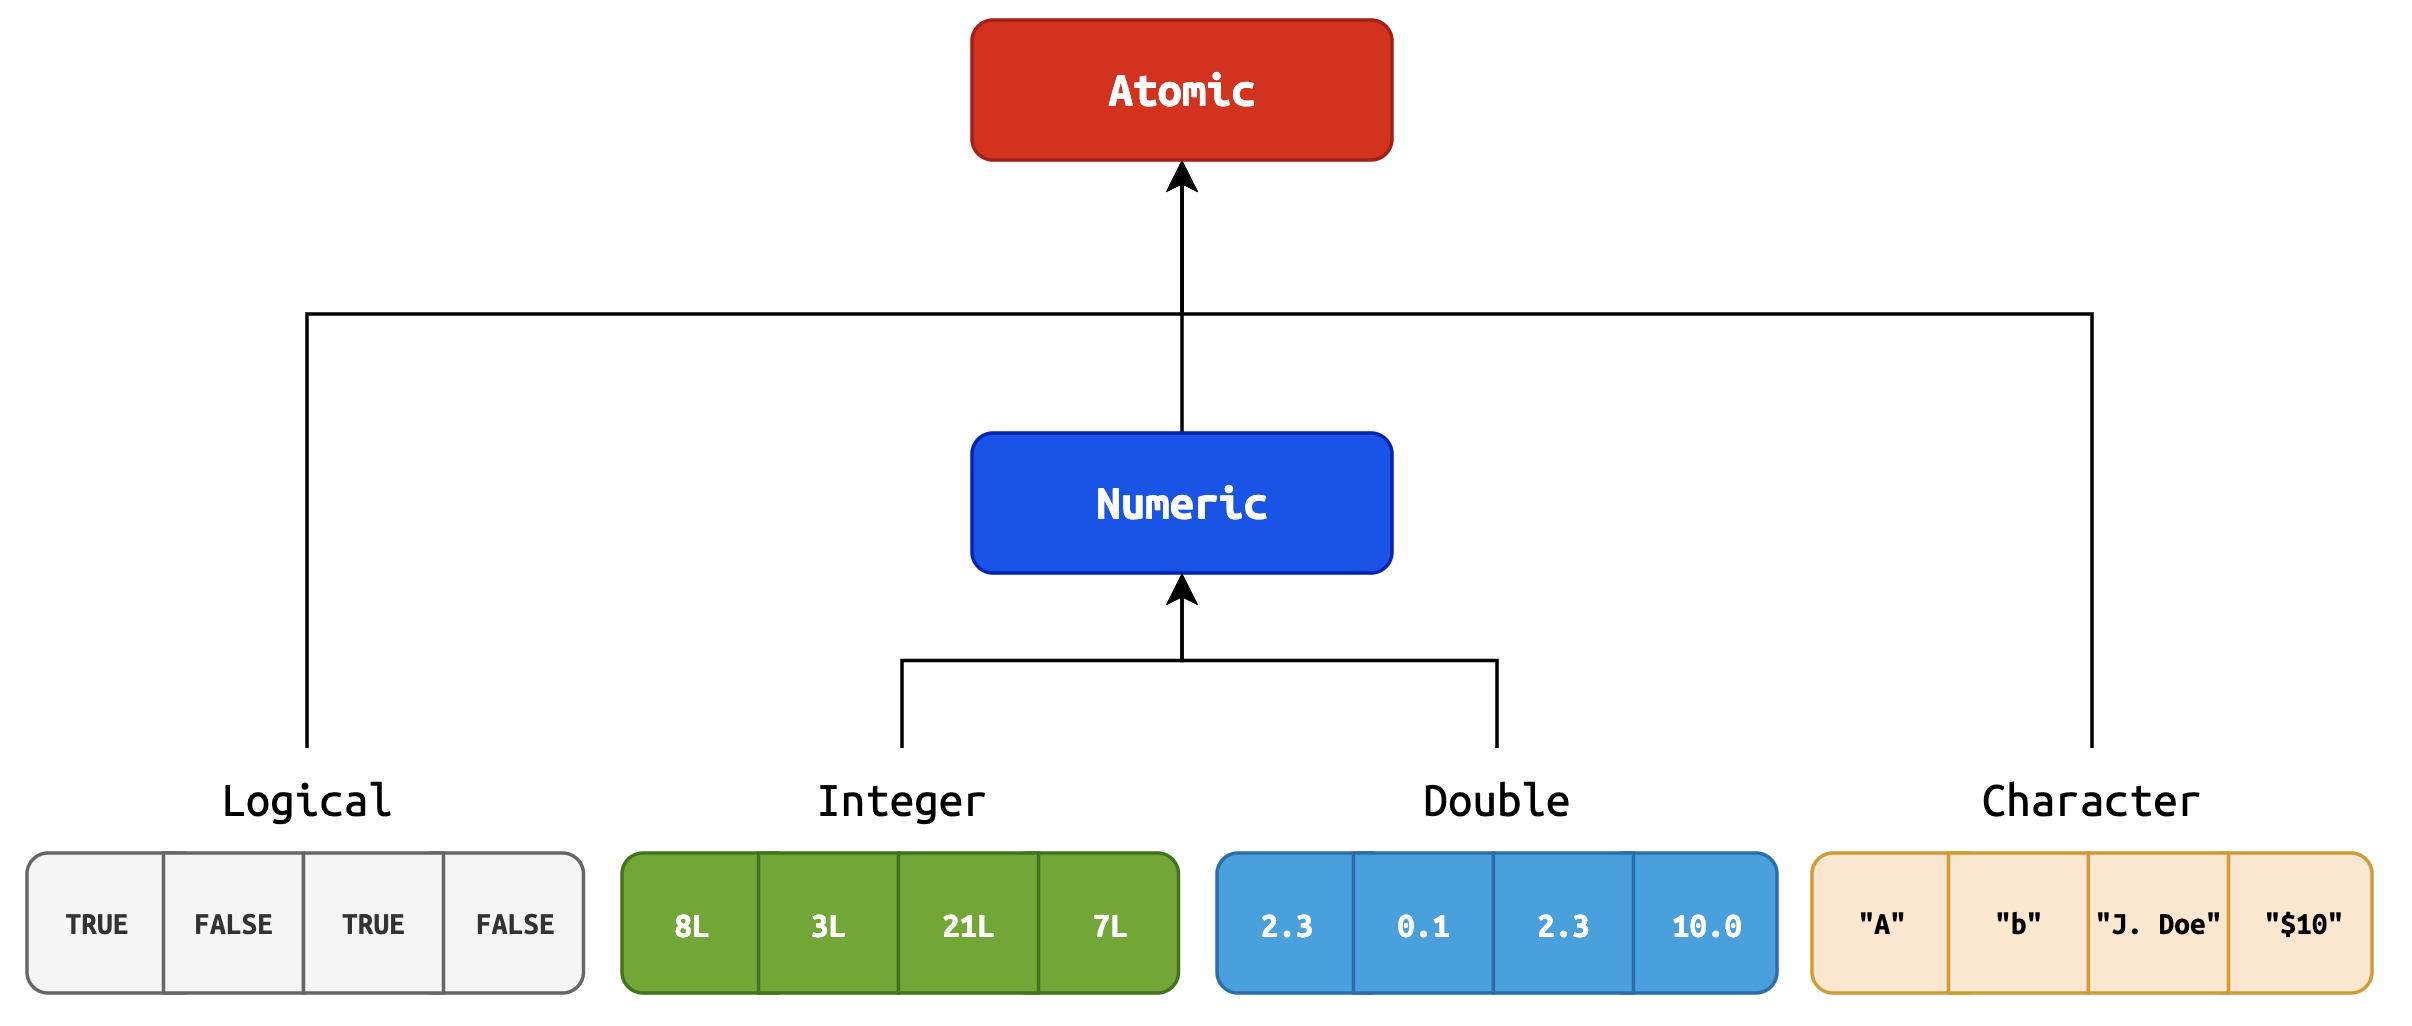 Atomic
Numeric
Logical
Integer
Double
Character
TRUE FALSE TRUE FALSE
8L 3L 21L 7L
2.3 0.1 2.3 10.0
"A" "b" "J. Doe" "$10"